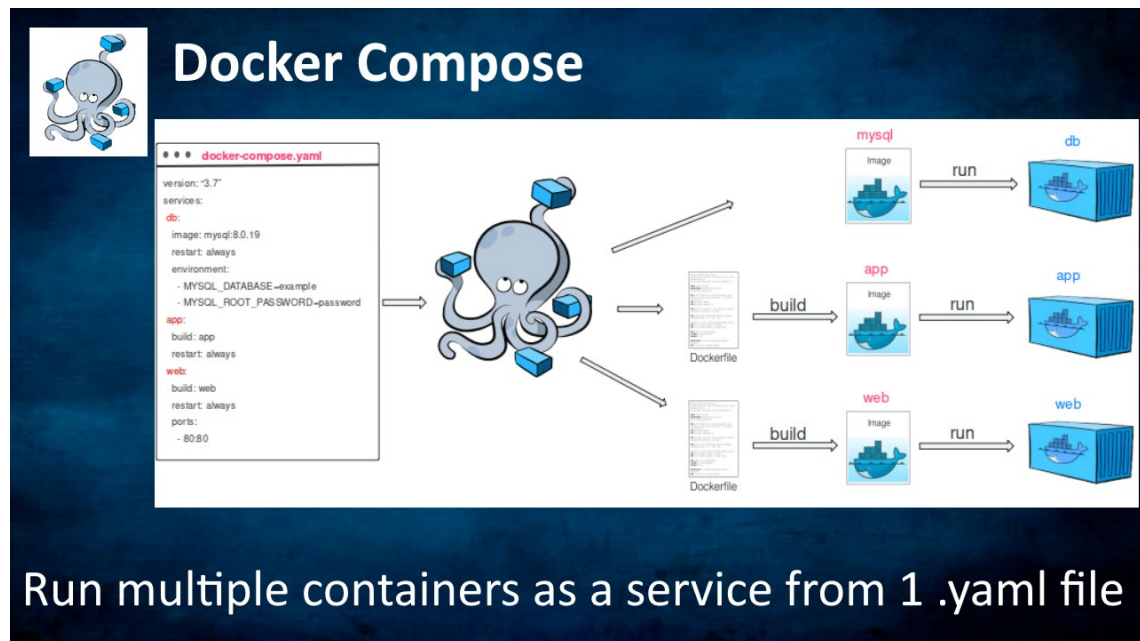 Docker Compose
docker-compose.yaml
version: "3.7"
services:
db:
image: mysql:8.0.19
restart: always
environment:
- MYSQL_DATABASE=example
- MYSQL_ROOT_PASSWORD=password
app:
build: app
restart: always
web:
build: web
restart: always
ports:
- 80:80
mysql
Image
run
db
Dockerfile
build
app
Image
run
app
Dockerfile
build
web
Image
run
web
Run multiple containers as a service from 1 .yaml file